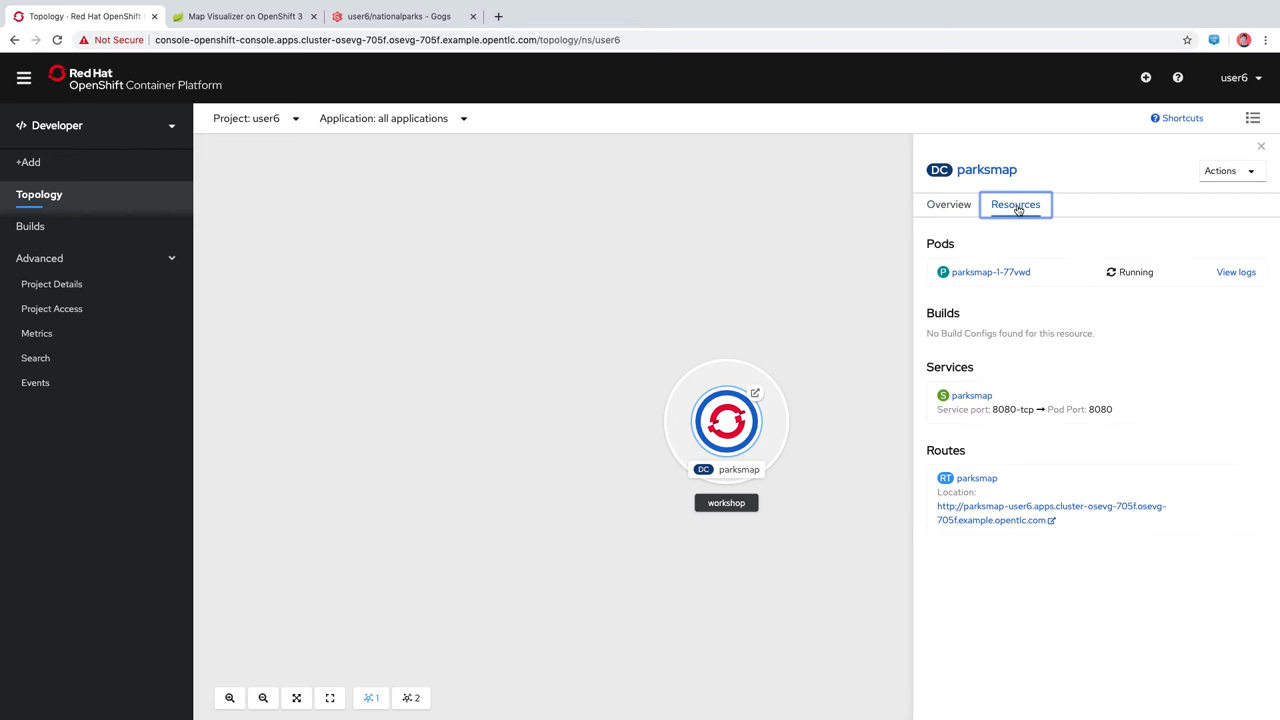 Topology · Red Hat OpenShift
Map Visualizer on OpenShift 3
user6/nationalparks - Gogs
Not Secure
console-openshift-console.apps.cluster-osevg-705f.osevg-705f.example.opentlc.com/topology/ns/user6
Red Hat
OpenShift Container Platform
user6
</> Developer
Project: user6
Application: all applications
Shortcuts
+Add
Topology
Builds
Advanced
Project Details
Project Access
Metrics
Search
Events
DC parksmap
workshop
1
2
DC parksmap
Actions
Overview
Resources
Pods
P parksmap-1-77vwd
Running
View logs
Builds
No Build Configs found for this resource.
Services
S parksmap
Service port: 8080-tcp → Pod Port: 8080
Routes
RT parksmap
Location:
http://parksmap-user6.apps.cluster-osevg-705f.osevg-
705f.example.opentlc.com